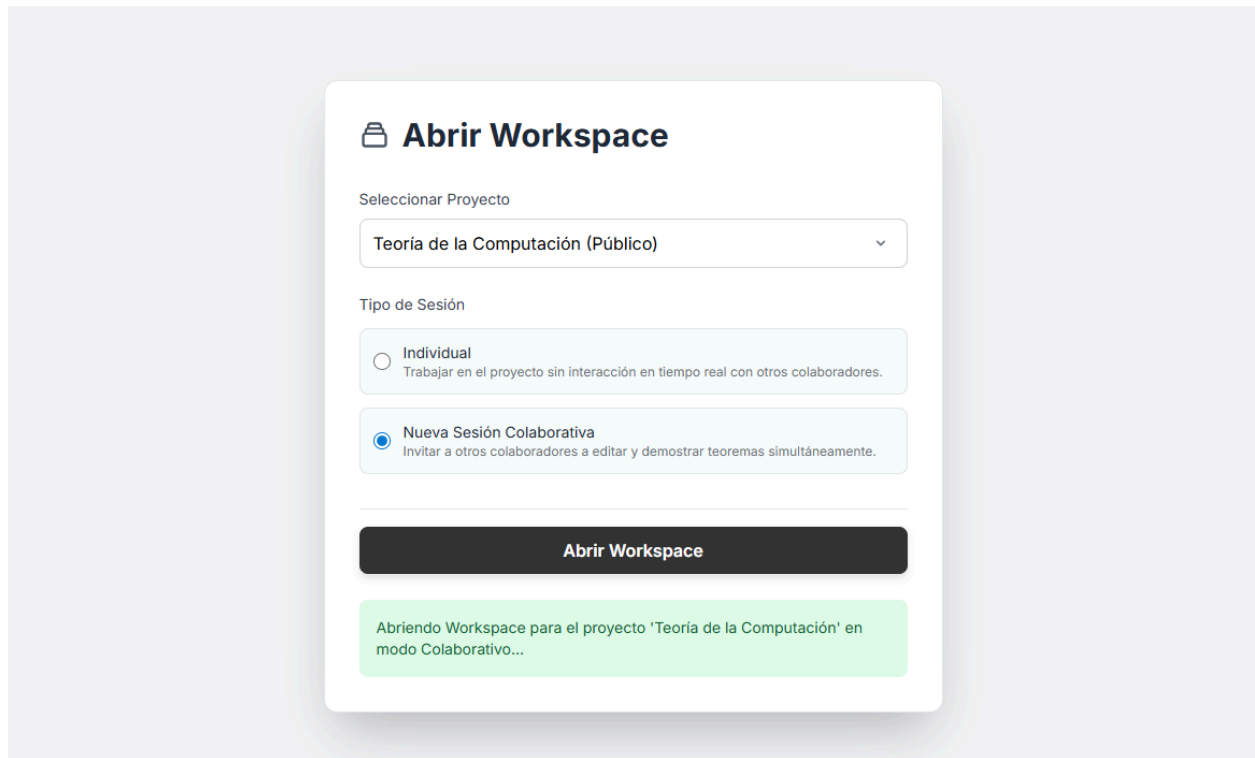 Abrir Workspace
Seleccionar Proyecto
Teoría de la Computación (Público)
Tipo de Sesión
Individual
Trabajar en el proyecto sin interacción en tiempo real con otros colaboradores.
Nueva Sesión Colaborativa
Invitar a otros colaboradores a editar y demostrar teoremas simultáneamente.
Abrir Workspace
Abriendo Workspace para el proyecto 'Teoría de la Computación' en
modo Colaborativo...